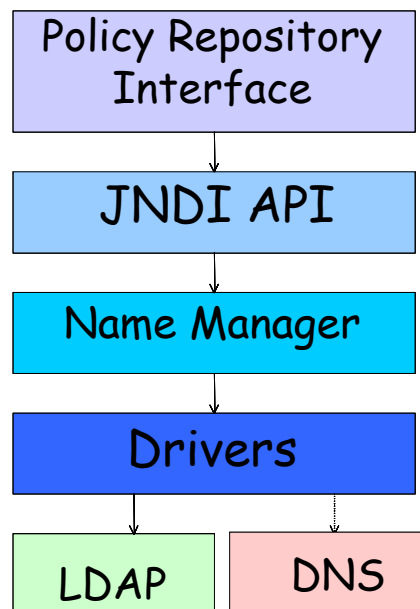 Policy Repository
Interface
JNDI API
Name Manager
Drivers
LDAP
DNS